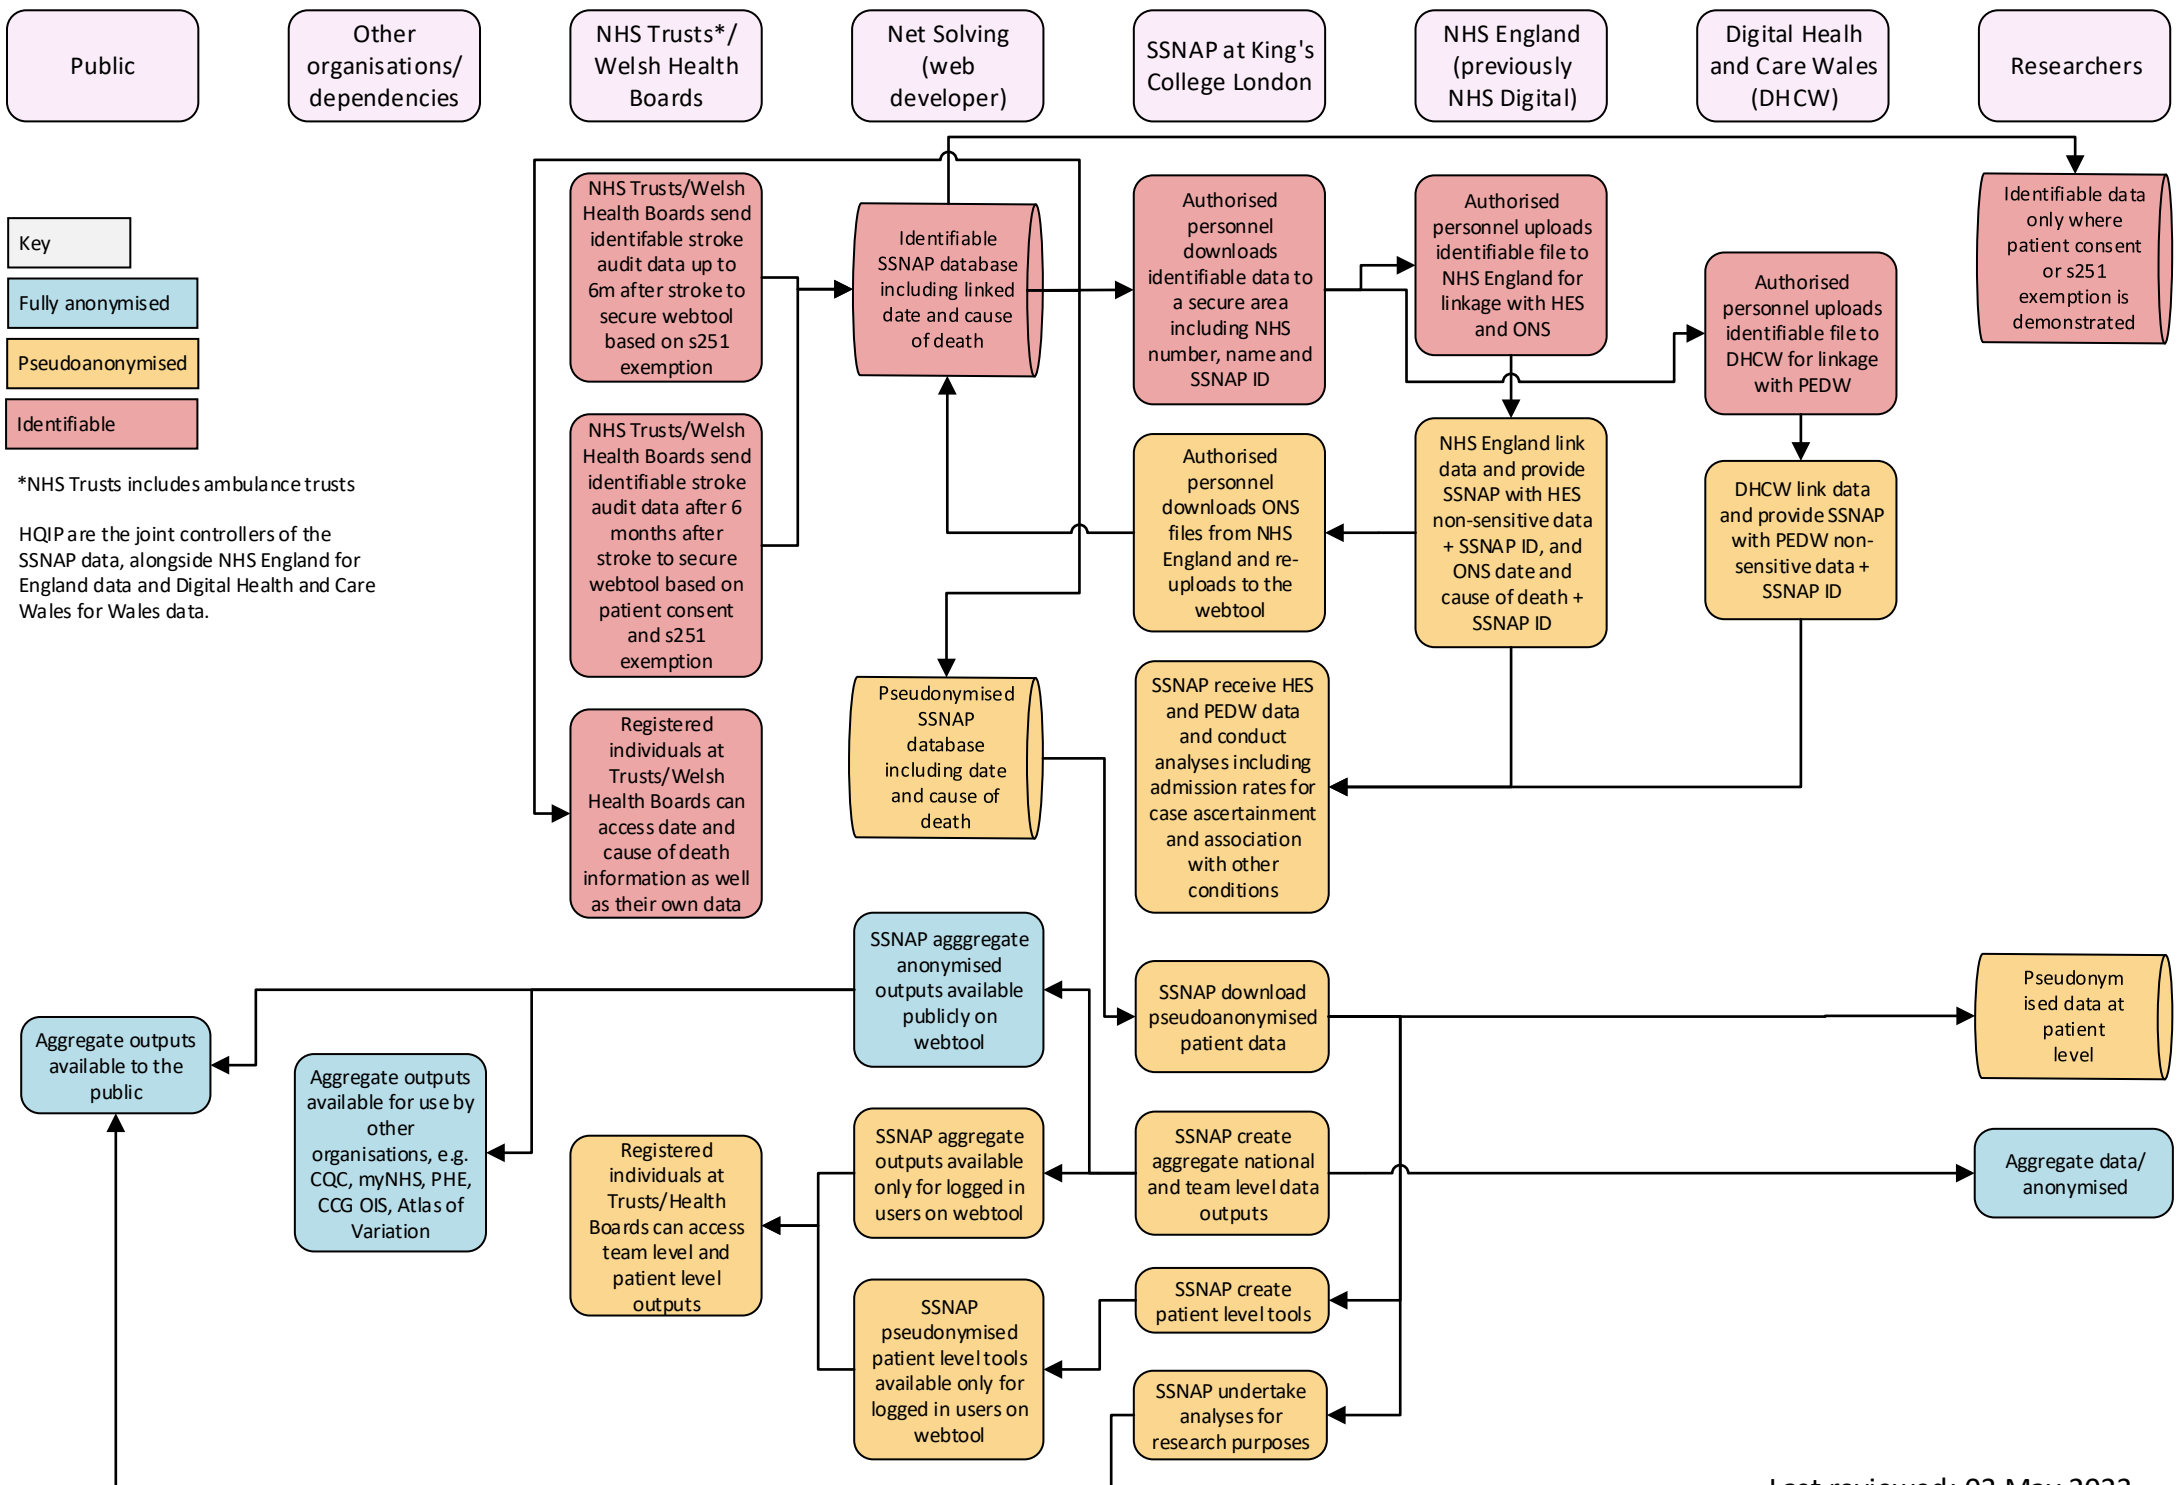 Public
Other
organisations/
dependencies
NHS Trusts*/
Welsh Health
Boards
Net Solving
(web
developer)
SSNAP at King's
College London
NHS England
(previously
NHS Digital)
Digital Healh
and Care Wales
(DHCW)
Researchers
Key
Fully anonymised
Pseudoanonymised
Identifiable
*NHS Trusts includes ambulance trusts
HQIP are the joint controllers of the
SSNAP data, alongside NHS England for
England data and Digital Health and Care
Wales for Wales data.
NHS Trusts/Welsh
Health Boards send
identifable stroke
audit data up to
6m after stroke to
secure webtool
based on s251
exemption
Identifiable
SSNAP database
including linked
date and cause
of death
Authorised
personnel
downloads
identifiable data to
a secure area
including NHS
number, name and
SSNAP ID
Authorised
personnel uploads
identifiable file to
NHS England for
linkage with HES
and ONS
Authorised
personnel uploads
identifiable file to
DHCW for linkage
with PEDW
Identifiable data
only where
patient consent
or s251
exemption is
demonstrated
NHS Trusts/Welsh
Health Boards send
identifiable stroke
audit data after 6
months after
stroke to secure
webtool based on
patient consent
and s251
exemption
Authorised
personnel
downloads ONS
files from NHS
England and re-
uploads to the
webtool
NHS England link
data and provide
SSNAP with HES
non-sensitive data
+ SSNAP ID, and
ONS date and
cause of death +
SSNAP ID
DHCW link data
and provide SSNAP
with PEDW non-
sensitive data +
SSNAP ID
Registered
individuals at
Trusts/Welsh
Health Boards can
access date and
cause of death
information as well
as their own data
Pseudonymised
SSNAP
database
including date
and cause of
death
SSNAP receive HES
and PEDW data
and conduct
analyses including
admission rates for
case ascertainment
and association
with other
conditions
SSNAP agggregate
anonymised
outputs available
publicly on
webtool
SSNAP download
pseudoanonymised
patient data
Pseudonym
ised data at
patient
level
Aggregate outputs
available to the
public
Aggregate outputs
available for use by
other
organisations, e.g.
CQC, myNHS, PHE,
CCG OIS, Atlas of
Variation
Registered
individuals at
Trusts/Health
Boards can access
team level and
patient level
outputs
SSNAP aggregate
outputs available
only for logged in
users on webtool
SSNAP create
aggregate national
and team level data
outputs
Aggregate data/
anonymised
SSNAP
pseudonymised
patient level tools
available only for
logged in users on
webtool
SSNAP create
patient level tools
SSNAP undertake
analyses for
research purposes
Last reviewed: 02 May 2023